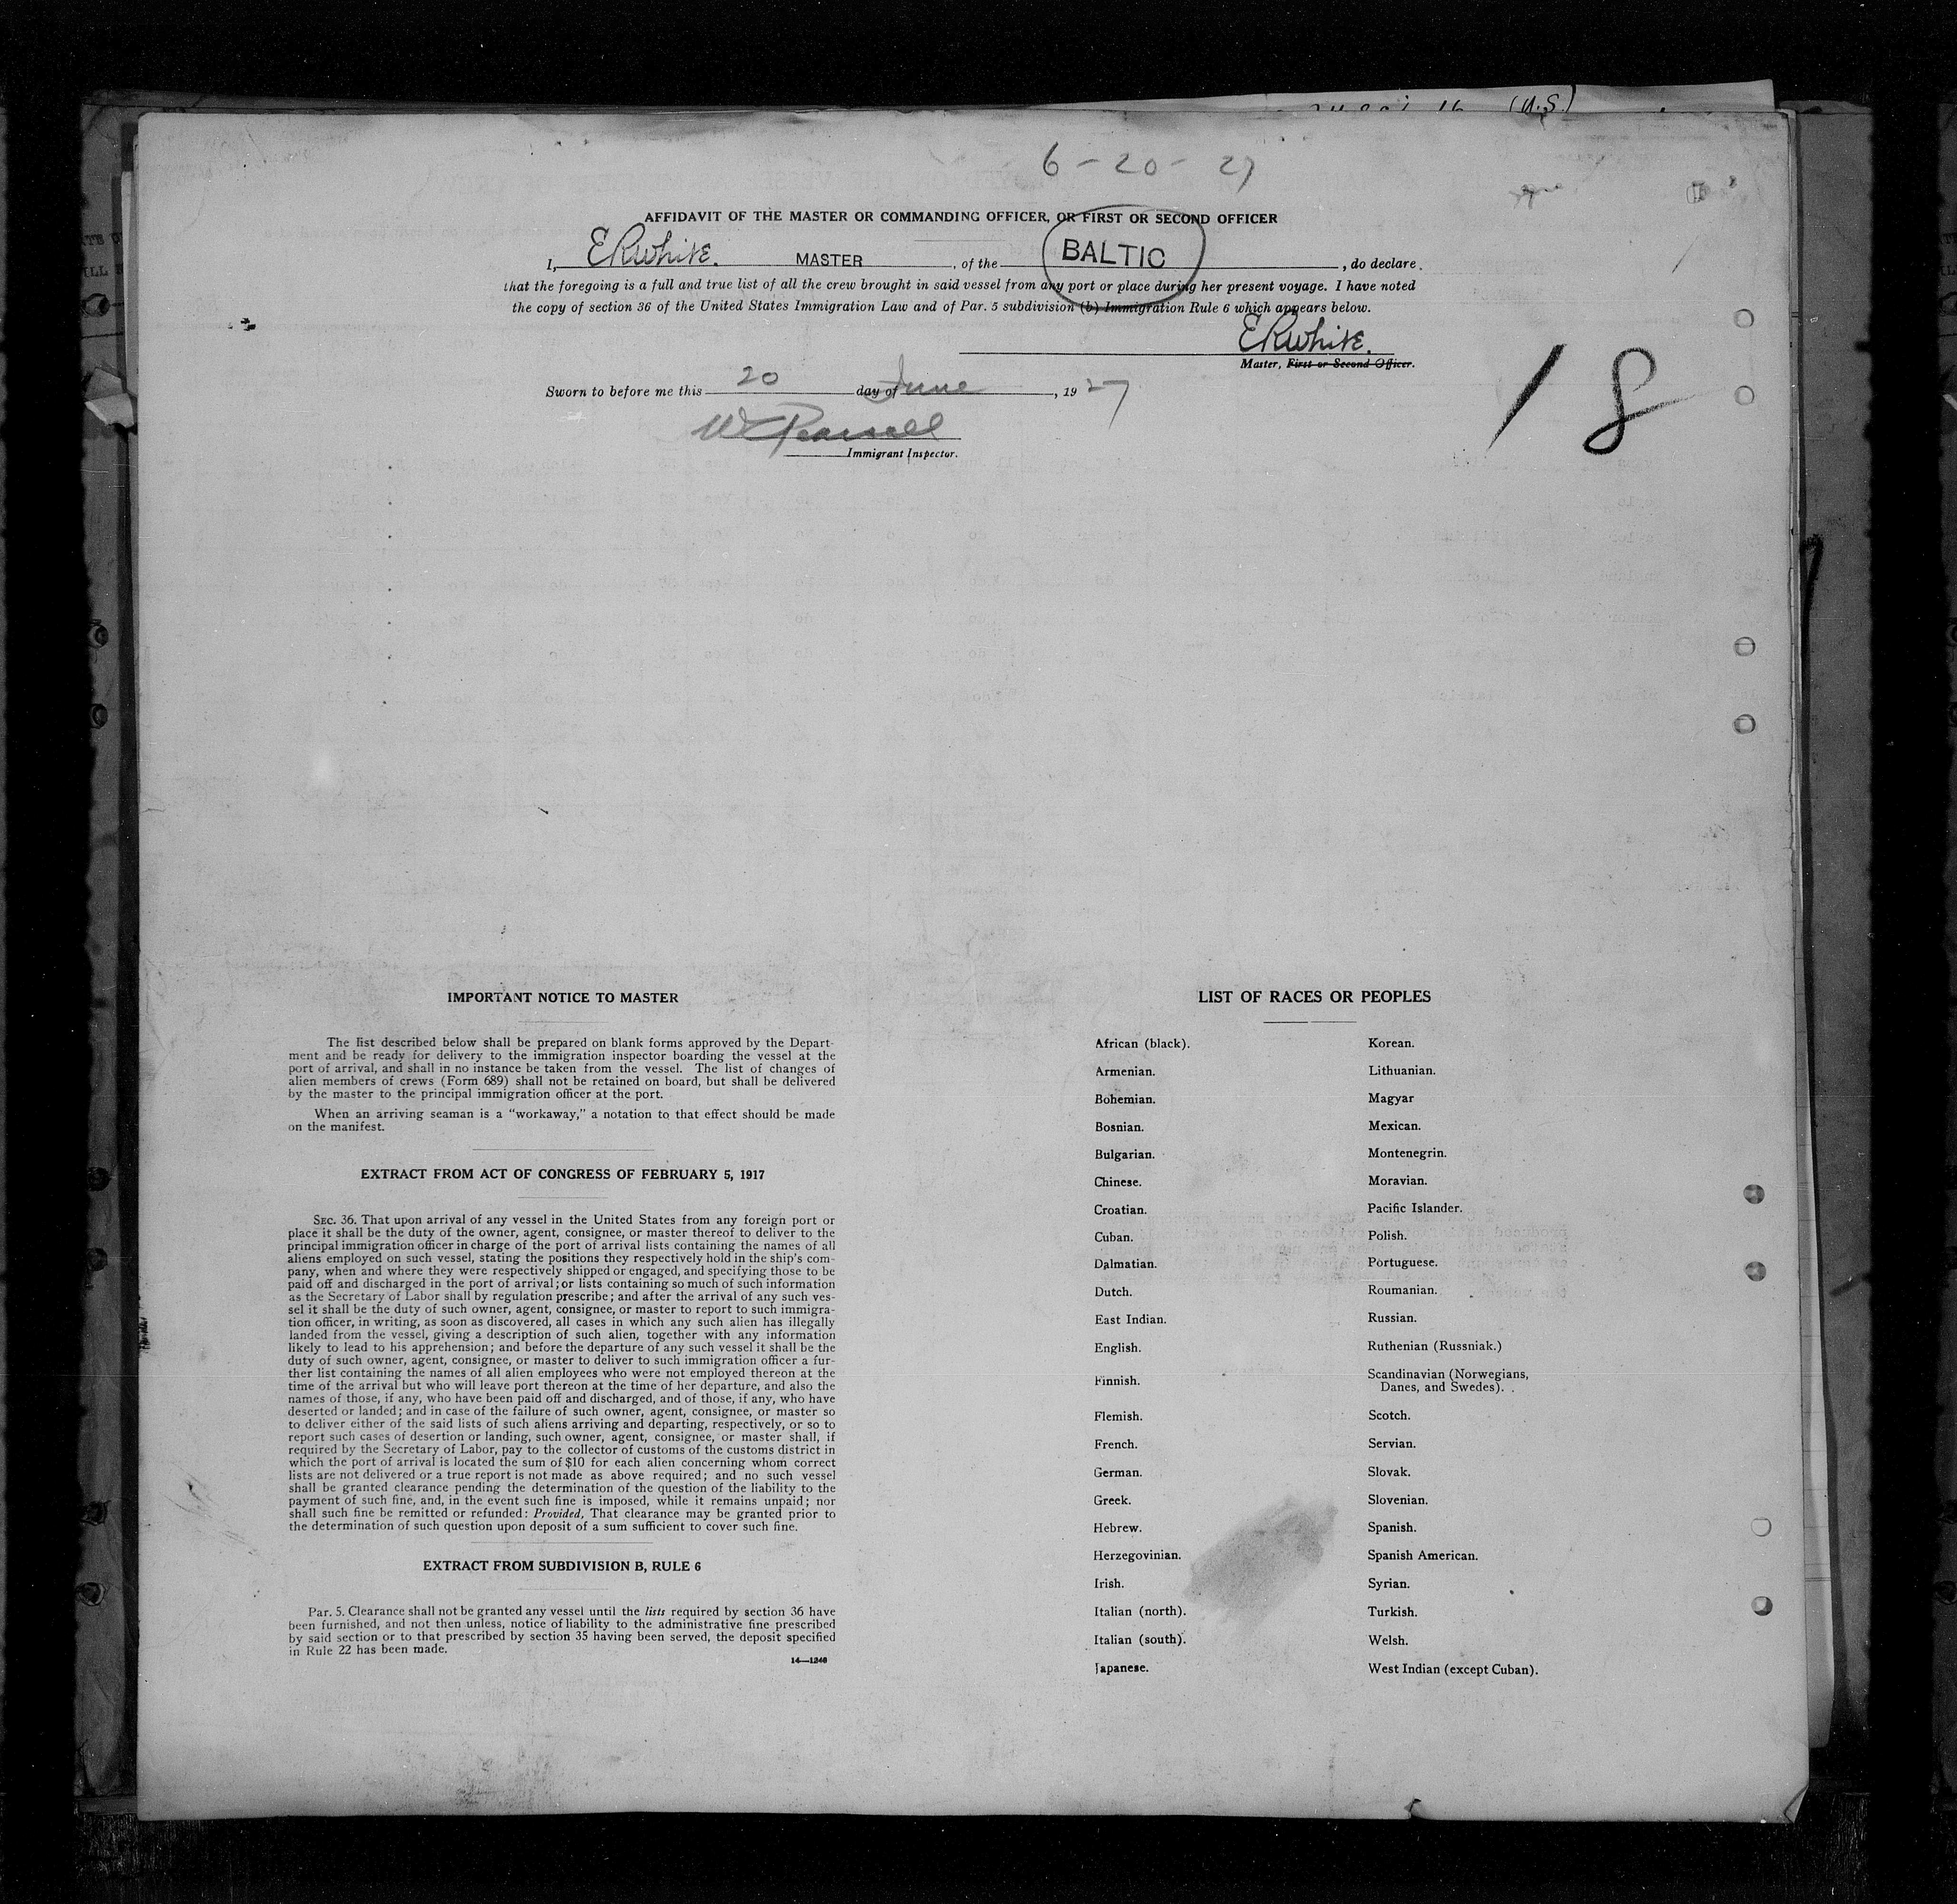 (U.S.)
6 - 20 - 27
AFFIDAVIT OF THE MASTER OR COMMANDING OFFICER, OR FIRST OR SECOND OFFICER
I, E R White. MASTER , of the BALTIC , do declare
that the foregoing is a full and true list of all the crew brought in said vessel from any port or place during her present voyage. I have noted
the copy of section 36 of the United States Immigration Law and of Par. 5 subdivision (b) Immigration Rule 6 which appears below.
E R White.
Master, First or Second Officer.
18
Sworn to before me this 20 day of June , 1927
Immigrant Inspector.
IMPORTANT NOTICE TO MASTER
The list described below shall be prepared on blank forms approved by the Depart-
ment and be ready for delivery to the immigration inspector boarding the vessel at the
port of arrival, and shall in no instance be taken from the vessel. The list of changes of
alien members of crews (Form 689) shall not be retained on board, but shall be delivered
by the master to the principal immigration officer at the port.
When an arriving seaman is a “workaway,” a notation to that effect should be made
on the manifest.
EXTRACT FROM ACT OF CONGRESS OF FEBRUARY 5, 1917
SEC. 36. That upon arrival of any vessel in the United States from any foreign port or
place it shall be the duty of the owner, agent, consignee, or master thereof to deliver to the
principal immigration officer in charge of the port of arrival lists containing the names of all
aliens employed on such vessel, stating the positions they respectively hold in the ship's com-
pany, when and where they were respectively shipped or engaged, and specifying those to be
paid off and discharged in the port of arrival; or lists containing so much of such information
as the Secretary of Labor shall by regulation prescribe; and after the arrival of any such ves-
sel it shall be the duty of such owner, agent, consignee, or master to report to such immigra-
tion officer, in writing, as soon as discovered, all cases in which any such alien has illegally
landed from the vessel, giving a description of such alien, together with any information
likely to lead to his apprehension; and before the departure of any such vessel it shall be the
duty of such owner, agent, consignee, or master to deliver to such immigration officer a fur-
ther list containing the names of all alien employees who were not employed thereon at the
time of the arrival but who will leave port thereon at the time of her departure, and also the
names of those, if any, who have been paid off and discharged, and of those, if any, who have
deserted or landed; and in case of the failure of such owner, agent, consignee, or master so
to deliver either of the said lists of such aliens arriving and departing, respectively, or so to
report such cases of desertion or landing, such owner, agent, consignee, or master shall, if
required by the Secretary of Labor, pay to the collector of customs of the customs district in
which the port of arrival is located the sum of $10 for each alien concerning whom correct
lists are not delivered or a true report is not made as above required; and no such vessel
shall be granted clearance pending the determination of the question of the liability to the
payment of such fine, and, in the event such fine is imposed, while it remains unpaid; nor
shall such fine be remitted or refunded: Provided, That clearance may be granted prior to
the determination of such question upon deposit of a sum sufficient to cover such fine.
EXTRACT FROM SUBDIVISION B, RULE 6
Par. 5. Clearance shall not be granted any vessel until the lists required by section 36 have
been furnished, and not then unless, notice of liability to the administrative fine prescribed
by said section or to that prescribed by section 35 having been served, the deposit specified
in Rule 22 has been made.
14—1240
LIST OF RACES OR PEOPLES
African (black).
Armenian.
Bohemian.
Bosnian.
Bulgarian.
Chinese.
Croatian.
Cuban.
Dalmatian.
Dutch.
East Indian.
English.
Finnish.
Flemish.
French.
German.
Greek.
Hebrew.
Herzegovinian.
Irish.
Italian (north).
Italian (south).
Japanese.
Korean.
Lithuanian.
Magyar
Mexican.
Montenegrin.
Moravian.
Pacific Islander.
Polish.
Portuguese.
Roumanian.
Russian.
Ruthenian (Russniak.)
Scandinavian (Norwegians,
Danes, and Swedes).
Scotch.
Servian.
Slovak.
Slovenian.
Spanish.
Spanish American.
Syrian.
Turkish.
Welsh.
West Indian (except Cuban).